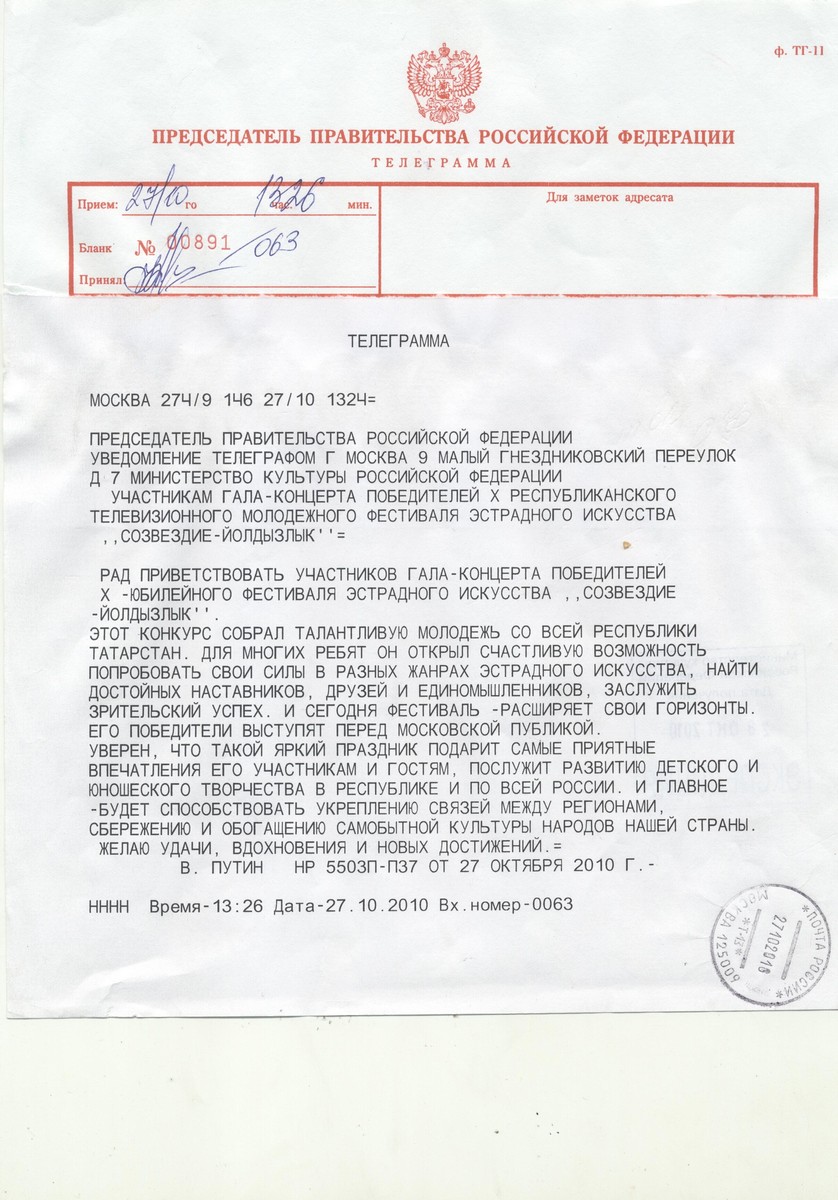 ф. ТГ-11
ПРЕДСЕДАТЕЛЬ ПРАВИТЕЛЬСТВА РОССИЙСКОЙ ФЕДЕРАЦИИ
ТЕЛЕГРАММА
Прием: 27/10 го 1326 час. мин.
Для заметок адресата
Бланк № 00891 /063
Принял:
ТЕЛЕГРАММА
МОСКВА 274/9 146 27/10 1324=
ПРЕДСЕДАТЕЛЬ ПРАВИТЕЛЬСТВА РОССИЙСКОЙ ФЕДЕРАЦИИ
УВЕДОМЛЕНИЕ ТЕЛЕГРАФОМ Г МОСКВА 9 МАЛЫЙ ГНЕЗДНИКОВСКИЙ ПЕРЕУЛОК
Д 7 МИНИСТЕРСТВО КУЛЬТУРЫ РОССИЙСКОЙ ФЕДЕРАЦИИ
УЧАСТНИКАМ ГАЛА-КОНЦЕРТА ПОБЕДИТЕЛЕЙ Х РЕСПУБЛИКАНСКОГО
ТЕЛЕВИЗИОННОГО МОЛОДЕЖНОГО ФЕСТИВАЛЯ ЭСТРАДНОГО ИСКУССТВА
,,СОЗВЕЗДИЕ-ЙОЛДЫЗЛЫК''=
РАД ПРИВЕТСТВОВАТЬ УЧАСТНИКОВ ГАЛА-КОНЦЕРТА ПОБЕДИТЕЛЕЙ
Х -ЮБИЛЕЙНОГО ФЕСТИВАЛЯ ЭСТРАДНОГО ИСКУССТВА ,,СОЗВЕЗДИЕ
-ЙОЛДЫЗЛЫК''.
ЭТОТ КОНКУРС СОБРАЛ ТАЛАНТЛИВУЮ МОЛОДЕЖЬ СО ВСЕЙ РЕСПУБЛИКИ
ТАТАРСТАН. ДЛЯ МНОГИХ РЕБЯТ ОН ОТКРЫЛ СЧАСТЛИВУЮ ВОЗМОЖНОСТЬ
ПОПРОБОВАТЬ СВОИ СИЛЫ В РАЗНЫХ ЖАНРАХ ЭСТРАДНОГО ИСКУССТВА, НАЙТИ
ДОСТОЙНЫХ НАСТАВНИКОВ, ДРУЗЕЙ И ЕДИНОМЫШЛЕННИКОВ, ЗАСЛУЖИТЬ
ЗРИТЕЛЬСКИЙ УСПЕХ. И СЕГОДНЯ ФЕСТИВАЛЬ -РАСШИРЯЕТ СВОИ ГОРИЗОНТЫ.
ЕГО ПОБЕДИТЕЛИ ВЫСТУПЯТ ПЕРЕД МОСКОВСКОЙ ПУБЛИКОЙ.
УВЕРЕН, ЧТО ТАКОЙ ЯРКИЙ ПРАЗДНИК ПОДАРИТ САМЫЕ ПРИЯТНЫЕ
ВПЕЧАТЛЕНИЯ ЕГО УЧАСТНИКАМ И ГОСТЯМ, ПОСЛУЖИТ РАЗВИТИЮ ДЕТСКОГО И
ЮНОШЕСКОГО ТВОРЧЕСТВА В РЕСПУБЛИКЕ И ПО ВСЕЙ РОССИИ. И ГЛАВНОЕ
-БУДЕТ СПОСОБСТВОВАТЬ УКРЕПЛЕНИЮ СВЯЗЕЙ МЕЖДУ РЕГИОНАМИ,
СБЕРЕЖЕНИЮ И ОБОГАЩЕНИЮ САМОБЫТНОЙ КУЛЬТУРЫ НАРОДОВ НАШЕЙ СТРАНЫ.
ЖЕЛАЮ УДАЧИ, ВДОХНОВЕНИЯ И НОВЫХ ДОСТИЖЕНИЙ.=
В. ПУТИН НР 5503П-П37 ОТ 27 ОКТЯБРЯ 2010 Г.-
НННН Время-13:26 Дата-27.10.2010 Вх.номер-0063
*ПОЧТА РОССИИ*
27102010
МОСКВА 125009